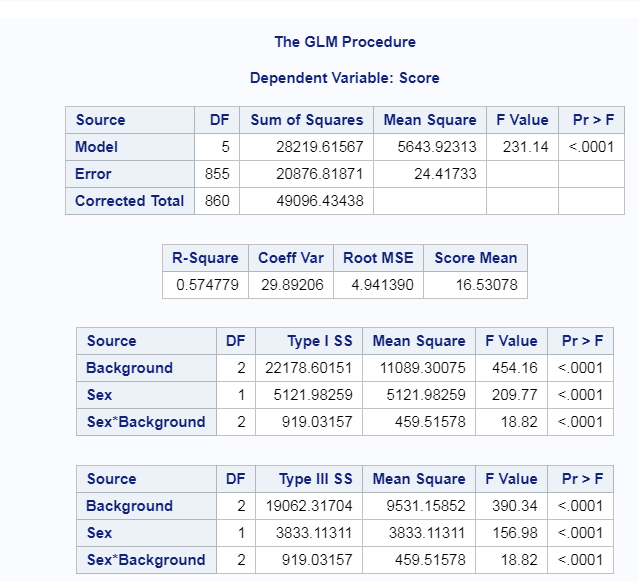 The GLM Procedure
Dependent Variable: Score
Source DF Sum of Squares Mean Square F Value Pr > F
Model 5 28219.61567 5643.92313 231.14 <.0001
Error 855 20876.81871 24.41733
Corrected Total 860 49096.43438
R-Square Coeff Var Root MSE Score Mean
0.574779 29.89206 4.941390 16.53078
Source DF Type I SS Mean Square F Value Pr > F
Background 2 22178.60151 11089.30075 454.16 <.0001
Sex 1 5121.98259 5121.98259 209.77 <.0001
Sex*Background 2 919.03157 459.51578 18.82 <.0001
Source DF Type III SS Mean Square F Value Pr > F
Background 2 19062.31704 9531.15852 390.34 <.0001
Sex 1 3833.11311 3833.11311 156.98 <.0001
Sex*Background 2 919.03157 459.51578 18.82 <.0001